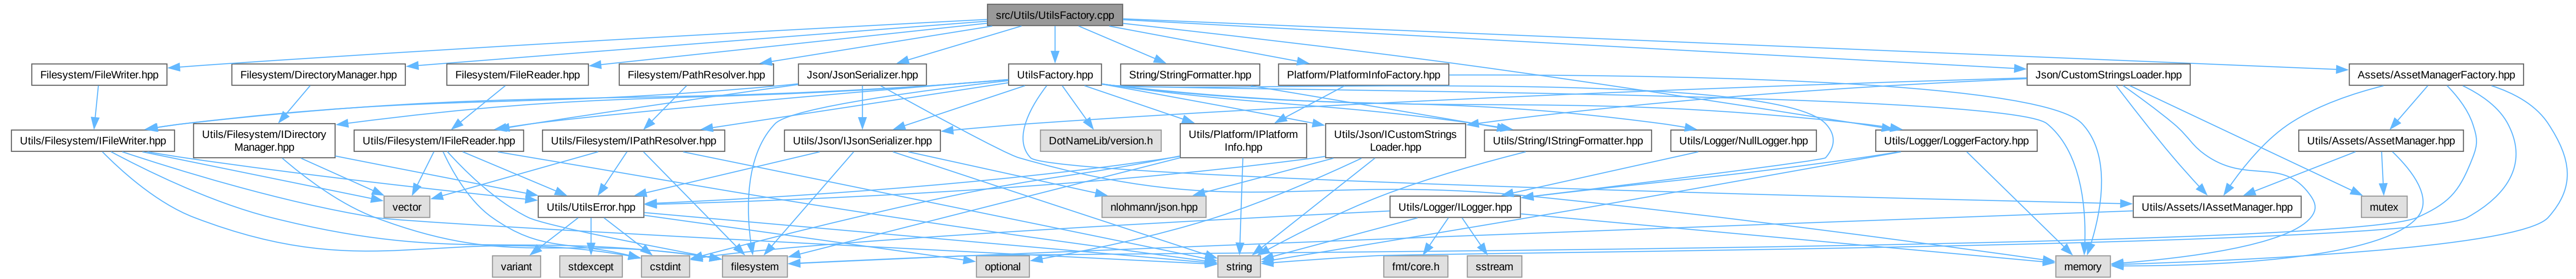 src/Utils/UtilsFactory.cpp
Filesystem/FileWriter.hpp
Filesystem/DirectoryManager.hpp
Filesystem/FileReader.hpp
Filesystem/PathResolver.hpp
Json/JsonSerializer.hpp
UtilsFactory.hpp
String/StringFormatter.hpp
Platform/PlatformInfoFactory.hpp
Json/CustomStringsLoader.hpp
Assets/AssetManagerFactory.hpp
Utils/Filesystem/IFileWriter.hpp
Utils/Filesystem/IDirectory
Manager.hpp
Utils/Filesystem/IFileReader.hpp
Utils/Filesystem/IPathResolver.hpp
Utils/Json/IJsonSerializer.hpp
DotNameLib/version.h
Utils/Platform/IPlatform
Info.hpp
Utils/Json/ICustomStrings
Loader.hpp
Utils/String/IStringFormatter.hpp
Utils/Logger/NullLogger.hpp
Utils/Logger/LoggerFactory.hpp
Utils/Assets/AssetManager.hpp
vector
Utils/UtilsError.hpp
nlohmann/json.hpp
Utils/Logger/ILogger.hpp
Utils/Assets/IAssetManager.hpp
mutex
variant
stdexcept
cstdint
filesystem
optional
string
fmt/core.h
sstream
memory